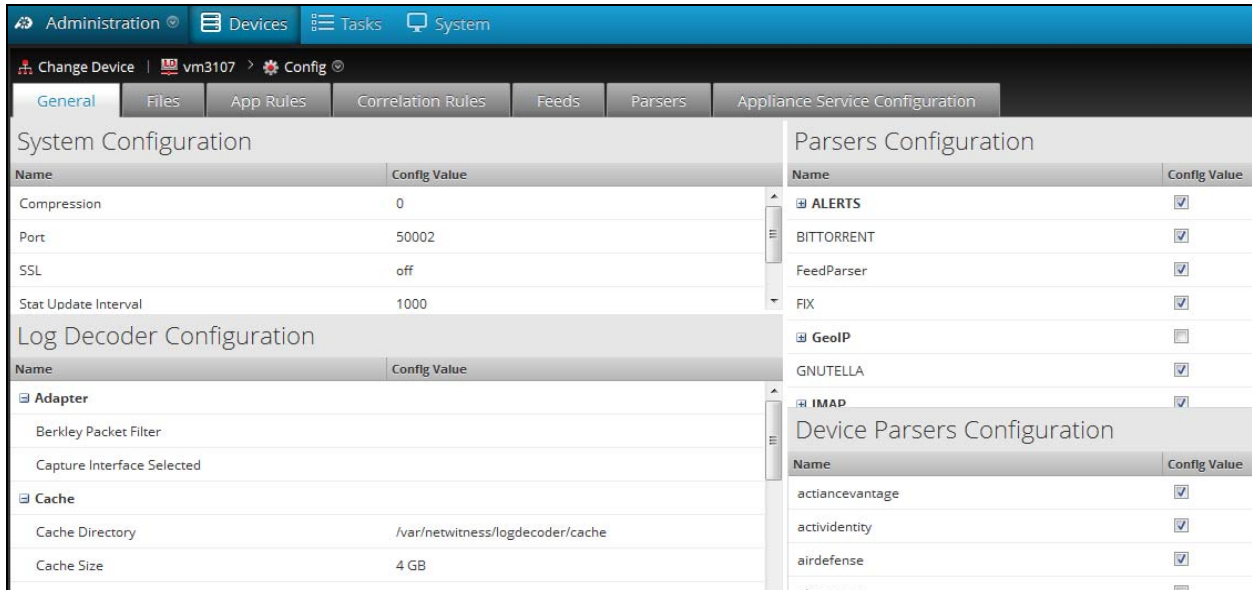 Administration Devices Tasks System
Change Device | LD vm3107 > Config
General Files App Rules Correlation Rules Feeds Parsers Appliance Service Configuration
System Configuration
Name Config Value
Compression 0
Port 50002
SSL off
Stat Update Interval 1000
Log Decoder Configuration
Name Config Value
Adapter
Berkley Packet Filter
Capture Interface Selected
Cache
Cache Directory /var/netwitness/logdecoder/cache
Cache Size 4 GB
Parsers Configuration
Name Config Value
ALERTS
BITTORRENT
FeedParser
FIX
GeoIP
GNUTELLA
IMAP
Device Parsers Configuration
Name Config Value
actiancevantage
actividentity
airdefense